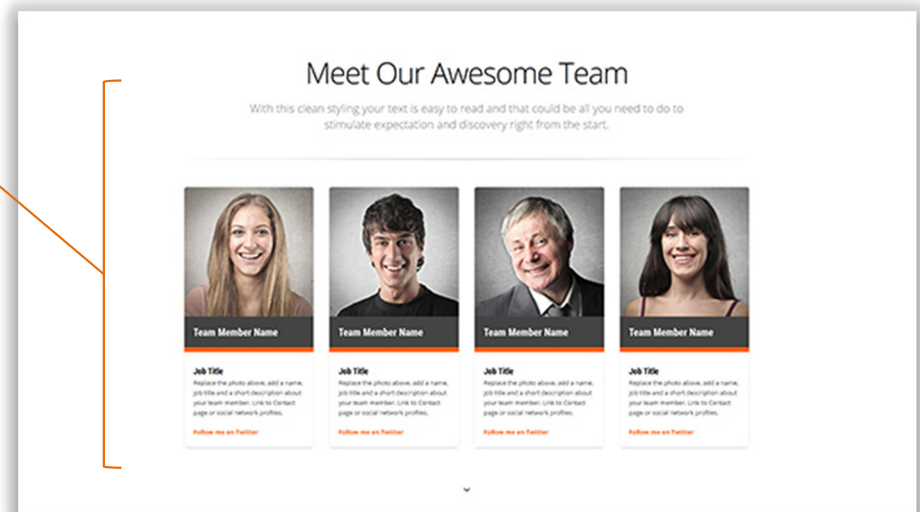 Meet Our Awesome Team
With this clean styling your text is easy to read and that could be all you need to do to
stimulate expectation and discovery right from the start.
Team Member Name
Job Title
Replace the photo above, add a name,
job title and a short description about
your team member. Link to Contact
page or social network profiles.
Follow me on Twitter
Team Member Name
Job Title
Replace the photo above, add a name,
job title and a short description about
your team member. Link to Contact
page or social network profiles.
Follow me on Twitter
Team Member Name
Job Title
Replace the photo above, add a name,
job title and a short description about
your team member. Link to Contact
page or social network profiles.
Follow me on Twitter
Team Member Name
Job Title
Replace the photo above, add a name,
job title and a short description about
your team member. Link to Contact
page or social network profiles.
Follow me on Twitter